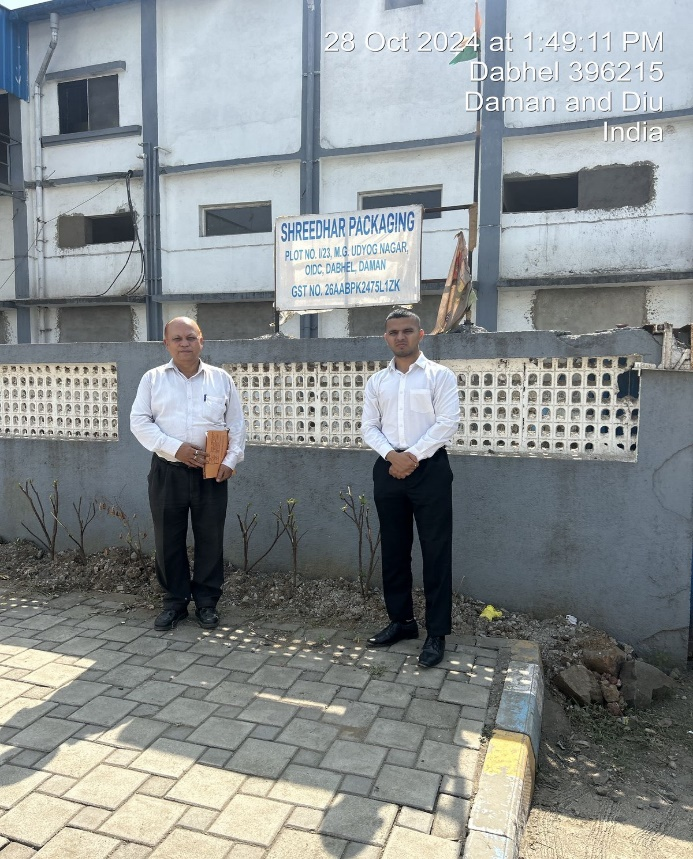 28 Oct 2024 at 1:49:11 PM
Dabhel 396215
Daman and Diu
India
SHREEDHAR PACKAGING
PLOT NO. I/23, M.G. UDYOG NAGAR,
OIDC, DABHEL, DAMAN
GST NO. 26AABPK2475L1ZK